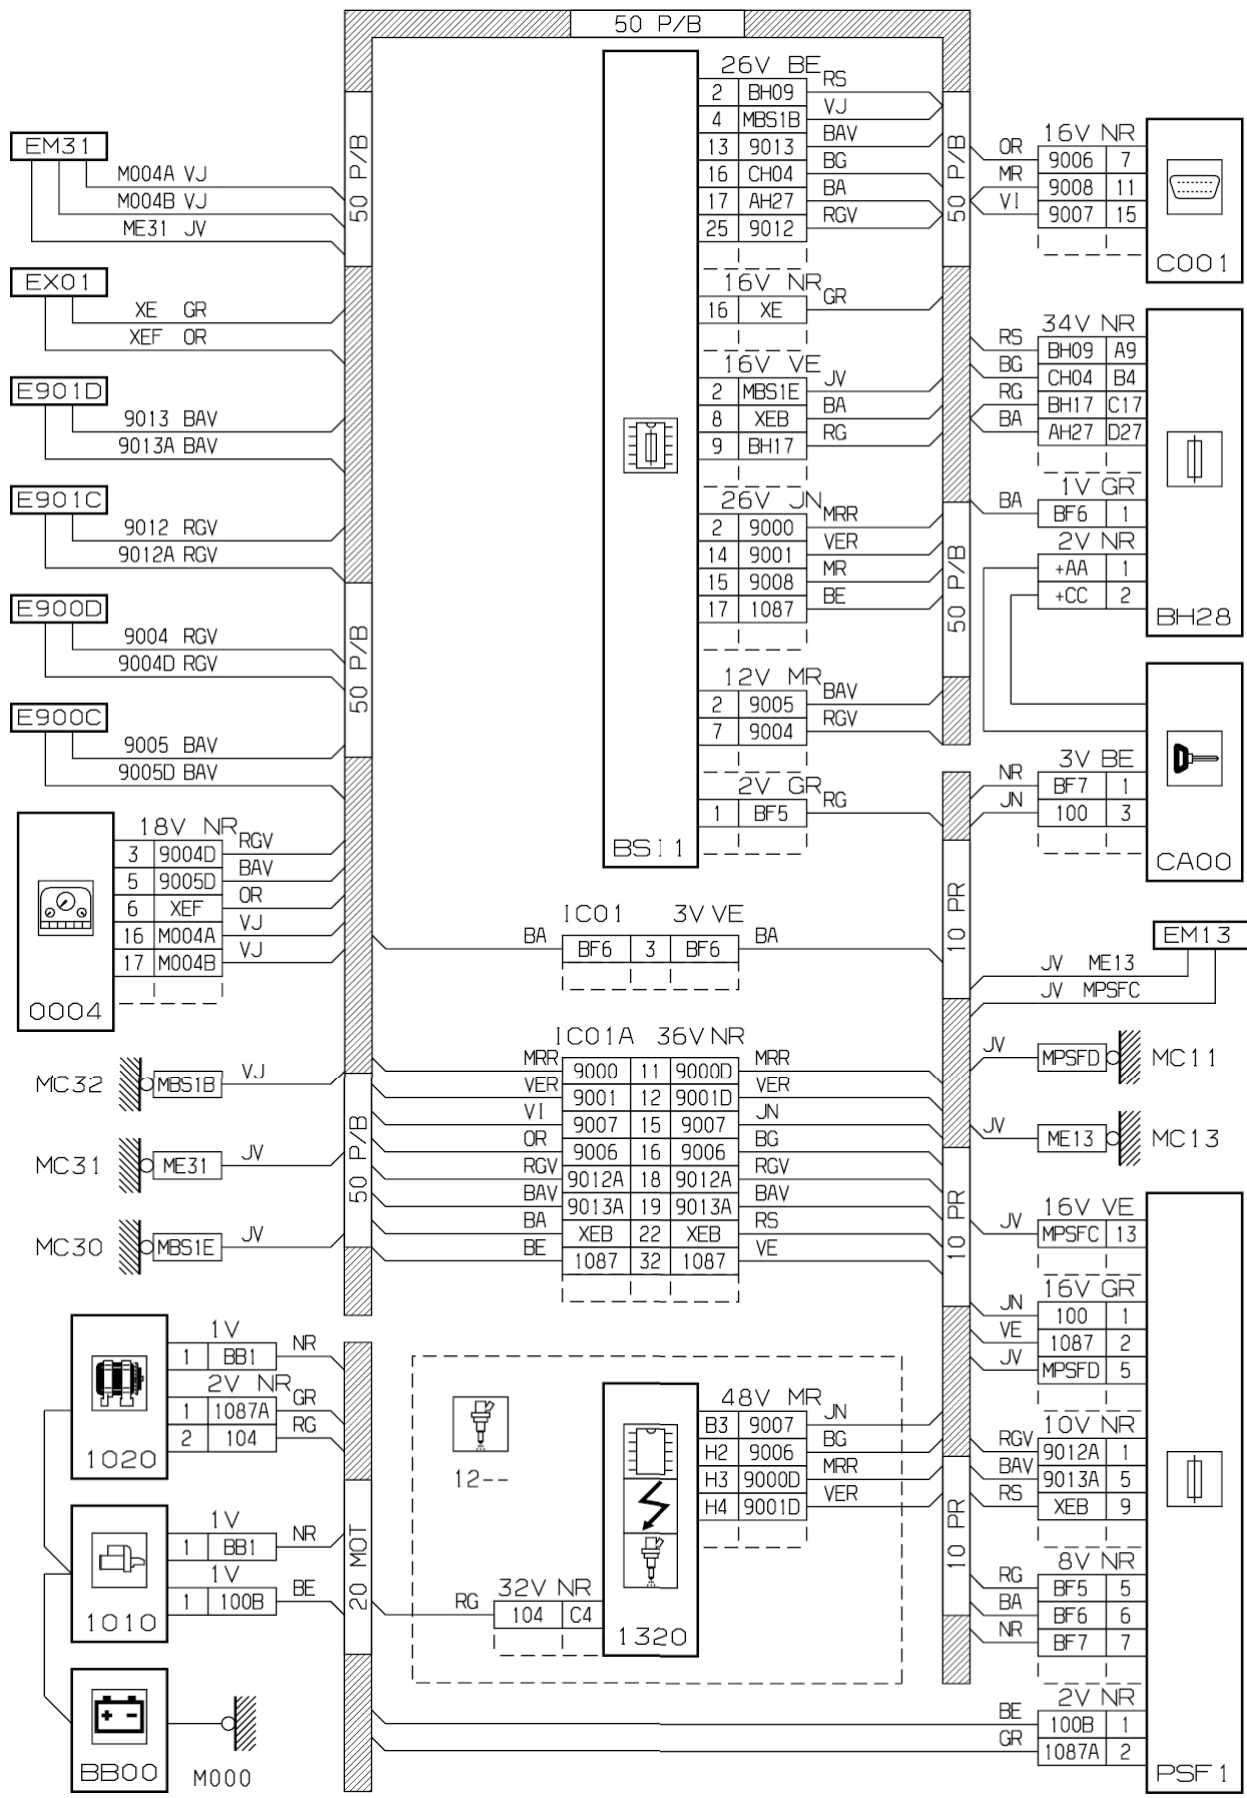 50 P/B
50 P/B
50 P/B
EM31
M004A VJ
M004B VJ
ME31 JV
EX01
XE GR
XEF OR
E901D
9013 BAV
9013A BAV
E901C
9012 RGV
9012A RGV
E900D
9004 RGV
9004D RGV
50 P/B
E900C
9005 BAV
9005D BAV
18V NR
3 9004D RGV
5 9005D BAV
6 XEF OR
16 M004A VJ
17 M004B VJ
0004
MC32 MBS1B VJ
MC31 ME31 JV
MC30 MBS1E JV
50 P/B
BSI1
26V BE
2 BH09 RS
4 MBS1B VJ
13 9013 BAV
16 CH04 BG
17 AH27 BA
25 9012 RGV
16V NR
16 XE GR
16V VE
2 MBS1E JV
8 XEB BA
9 BH17 RG
26V JN
2 9000 MRR
14 9001 VER
15 9008 MR
17 1087 BE
50 P/B
12V MR
2 9005 BAV
7 9004 RGV
2V GR
1 BF5 RG
16V NR
OR 9006 7
MR 9008 11
VI 9007 15
C001
34V NR
RS BH09 A9
BG CH04 B4
RG BH17 C17
BA AH27 D27
1V GR
BA BF6 1
2V NR
+AA 1
+CC 2
BH28
3V BE
NR BF7 1
JN 100 3
CA00
10 PR
IC01 3V VE
BA BF6 3 BF6 BA
EM13
JV ME13
JV MPSFC
IC01A 36V NR
MRR 9000 11 9000D MRR
VER 9001 12 9001D VER
VI 9007 15 9007 JN
OR 9006 16 9006 BG
RGV 9012A 18 9012A RGV
BAV 9013A 19 9013A BAV
BA XEB 22 XEB RS
BE 1087 32 1087 VE
JV MPSFD MC11
JV ME13 MC13
10 PR
16V VE
JV MPSFC 13
16V GR
JN 100 1
VE 1087 2
JV MPSFD 5
10V NR
RGV 9012A 1
BAV 9013A 5
RS XEB 9
8V NR
RG BF5 5
BA BF6 6
NR BF7 7
2V NR
BE 100B 1
GR 1087A 2
PSF1
10 PR
1V
1 BB1 NR
2V NR
1 1087A GR
2 104 RG
1020
1V
1 BB1 NR
1V
1 100B BE
1010
20 MOT
BB00
M000
12--
48V MR
B3 9007 JN
H2 9006 BG
H3 9000D MRR
H4 9001D VER
32V NR
RG 104 C4
1320